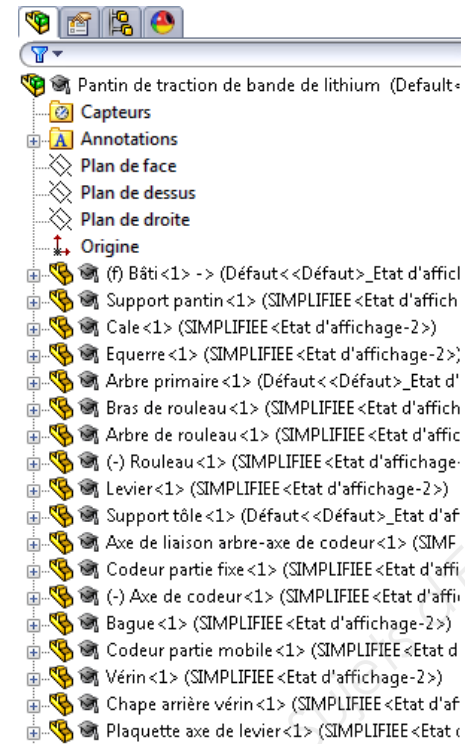 Pantin de traction de bande de lithium (Default<
Capteurs
A Annotations
Plan de face
Plan de dessus
Plan de droite
Origine
(f) Bâti<1> -> (Défaut<<Défaut>_Etat d'affich
Support pantin<1> (SIMPLIFIEE<Etat d'affich
Cale<1> (SIMPLIFIEE<Etat d'affichage-2>)
Equerre<1> (SIMPLIFIEE<Etat d'affichage-2>)
Arbre primaire<1> (Défaut<<Défaut>_Etat d'
Bras de rouleau<1> (SIMPLIFIEE<Etat d'affich
Arbre de rouleau<1> (SIMPLIFIEE<Etat d'affic
(-) Rouleau<1> (SIMPLIFIEE<Etat d'affichage-
Levier<1> (SIMPLIFIEE<Etat d'affichage-2>)
Support tôle<1> (Défaut<<Défaut>_Etat d'af
Axe de liaison arbre-axe de codeur<1> (SIMF
Codeur partie fixe<1> (SIMPLIFIEE<Etat d'affi
(-) Axe de codeur<1> (SIMPLIFIEE<Etat d'affi
Bague<1> (SIMPLIFIEE<Etat d'affichage-2>)
Codeur partie mobile<1> (SIMPLIFIEE<Etat d
Vérin<1> (SIMPLIFIEE<Etat d'affichage-2>)
Chape arrière vérin<1> (SIMPLIFIEE<Etat d'af
Plaquette axe de levier<1> (SIMPLIFIEE<Etat